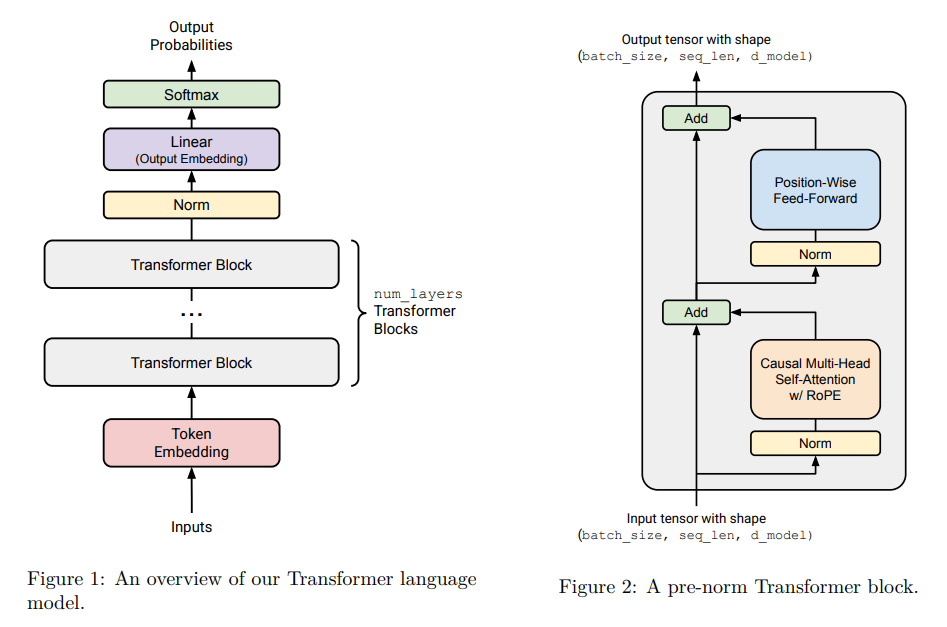 Output
Probabilities
Softmax
Linear
(Output Embedding)
Norm
Transformer Block
...
Transformer Block
num_layers
Transformer
Blocks
Token
Embedding
Inputs
Figure 1: An overview of our Transformer language
model.
Output tensor with shape
(batch_size, seq_len, d_model)
Add
Position-Wise
Feed-Forward
Norm
Add
Causal Multi-Head
Self-Attention
w/ RoPE
Norm
Input tensor with shape
(batch_size, seq_len, d_model)
Figure 2: A pre-norm Transformer block.